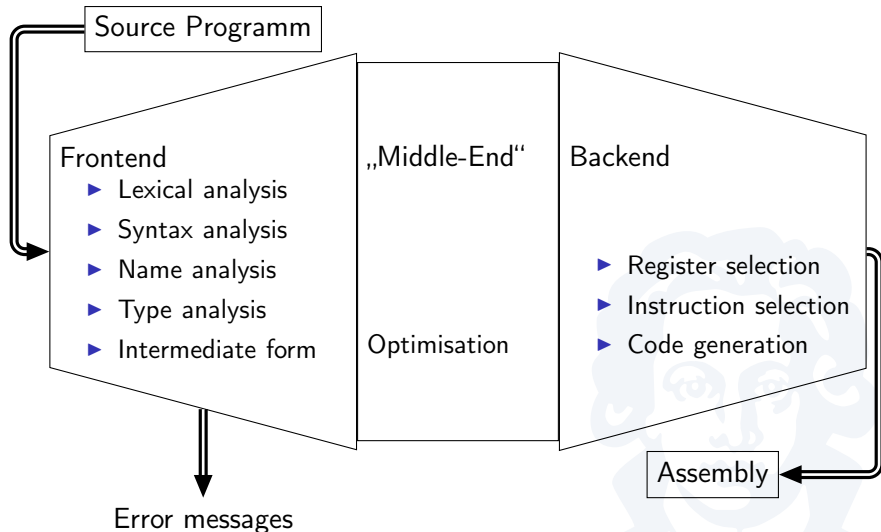 Source Programm
Frontend
Lexical analysis
Syntax analysis
Name analysis
Type analysis
Intermediate form
„Middle-End“
Optimisation
Backend
Register selection
Instruction selection
Code generation
Error messages
Assembly